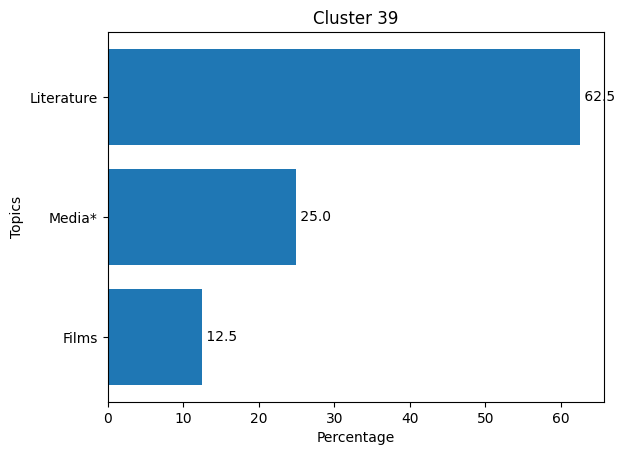 Cluster 39
Topics
Literature
62.5
Media*
25.0
Films
12.5
0 10 20 30 40 50 60
Percentage